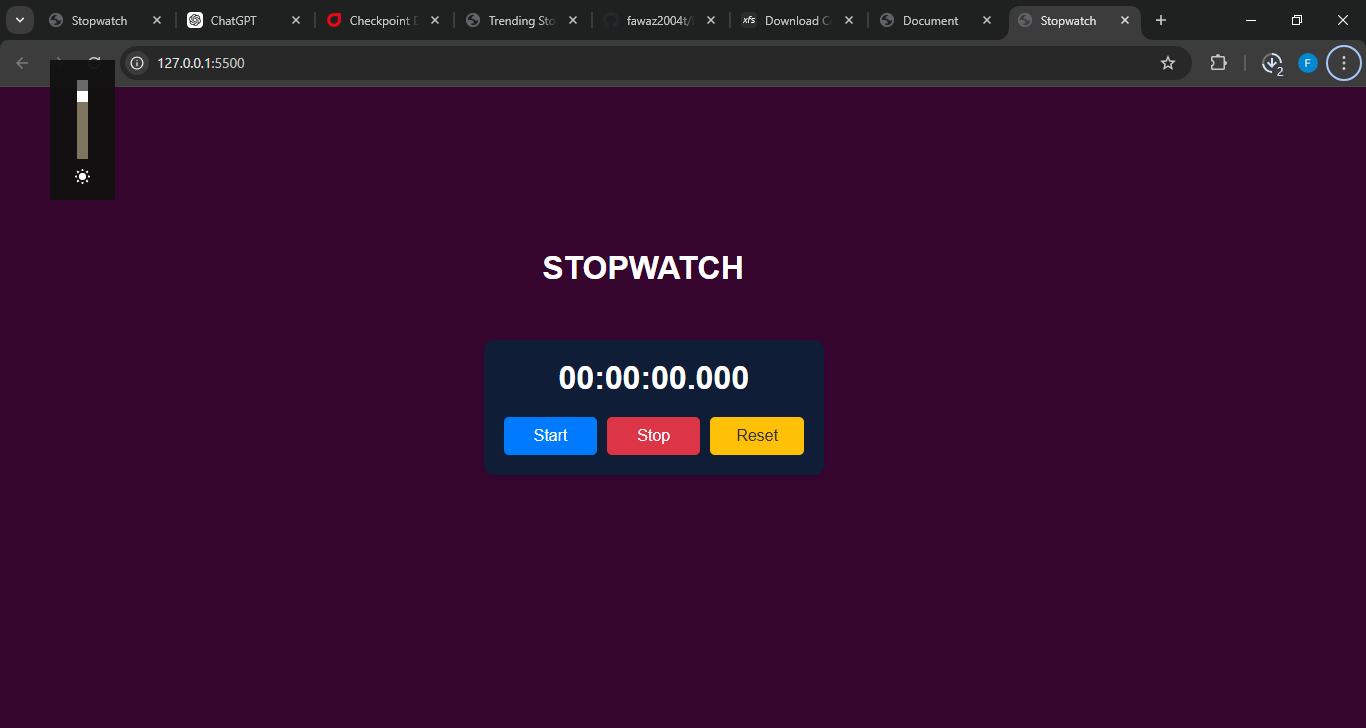 Stopwatch
ChatGPT
Checkpoint
Trending Sto
fawaz2004t/
xfs Download C
Document
Stopwatch
127.0.0.1:5500
2
F
STOPWATCH
00:00:00.000
Start
Stop
Reset